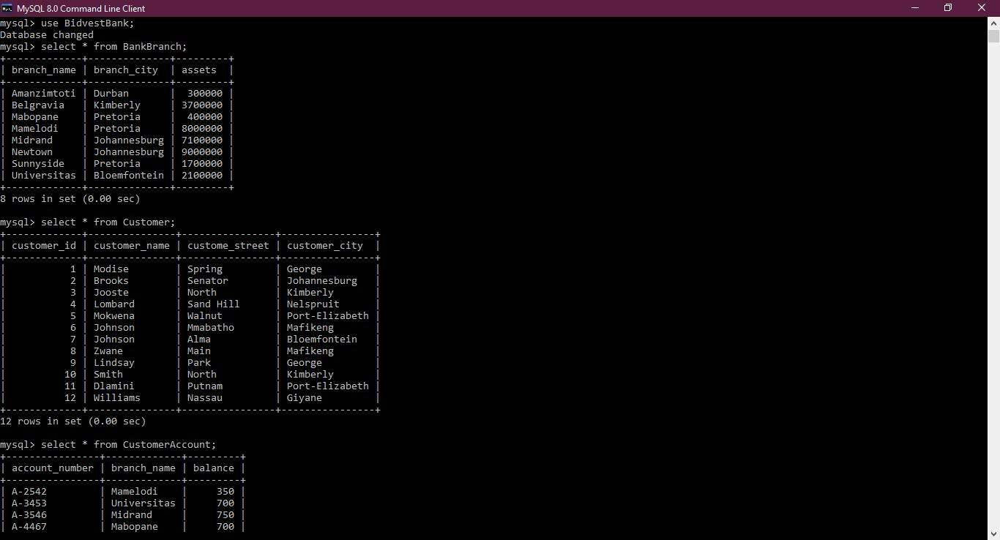 MySQL 8.0 Command Line Client
mysql> use BidvestBank;
Database changed
mysql> select * from BankBranch;
+-------------+--------------+---------+
| branch_name | branch_city  | assets  |
+-------------+--------------+---------+
| Amanzimtoti | Durban       |  300000 |
| Belgravia   | Kimberly     | 3700000 |
| Mabopane    | Pretoria     |  400000 |
| Mamelodi    | Pretoria     | 8000000 |
| Midrand     | Johannesburg | 7100000 |
| Newtown     | Johannesburg | 9000000 |
| Sunnyside   | Pretoria     | 1700000 |
| Universitas | Bloemfontein | 2100000 |
+-------------+--------------+---------+
8 rows in set (0.00 sec)
mysql> select * from Customer;
+-------------+---------------+----------------+----------------+
| customer_id | customer_name | custome_street | customer_city  |
+-------------+---------------+----------------+----------------+
|           1 | Modise        | Spring         | George         |
|           2 | Brooks        | Senator        | Johannesburg   |
|           3 | Jooste        | North          | Kimberly       |
|           4 | Lombard       | Sand Hill      | Nelspruit      |
|           5 | Mokwena       | Walnut         | Port-Elizabeth |
|           6 | Johnson       | Mmabatho       | Mafikeng       |
|           7 | Johnson       | Alma           | Bloemfontein   |
|           8 | Zwane         | Main           | Mafikeng       |
|           9 | Lindsay       | Park           | George         |
|          10 | Smith         | North          | Kimberly       |
|          11 | Dlamini       | Putnam         | Port-Elizabeth |
|          12 | Williams      | Nassau         | Giyane         |
+-------------+---------------+----------------+----------------+
12 rows in set (0.00 sec)
mysql> select * from CustomerAccount;
+----------------+-------------+---------+
| account_number | branch_name | balance |
+----------------+-------------+---------+
| A-2542         | Mamelodi    |     350 |
| A-3453         | Universitas |     700 |
| A-3546         | Midrand     |     750 |
| A-4467         | Mabopane    |     700 |